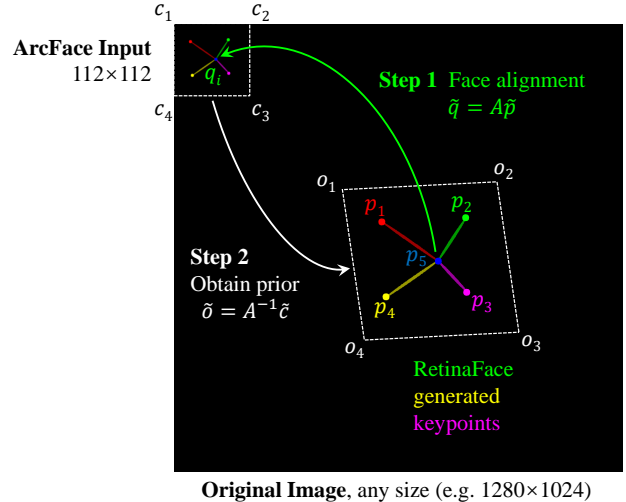 c₁ c₂
ArcFace Input
112×112
qᵢ
c₄ c₃
Step 1 Face alignment
q̃ = Ap̃
o₁ o₂
p₁ p₂
Step 2
p₅
Obtain prior
õ = A⁻¹c̃
p₄ p₃
o₄ o₃
RetinaFace
generated
keypoints
Original Image, any size (e.g. 1280×1024)